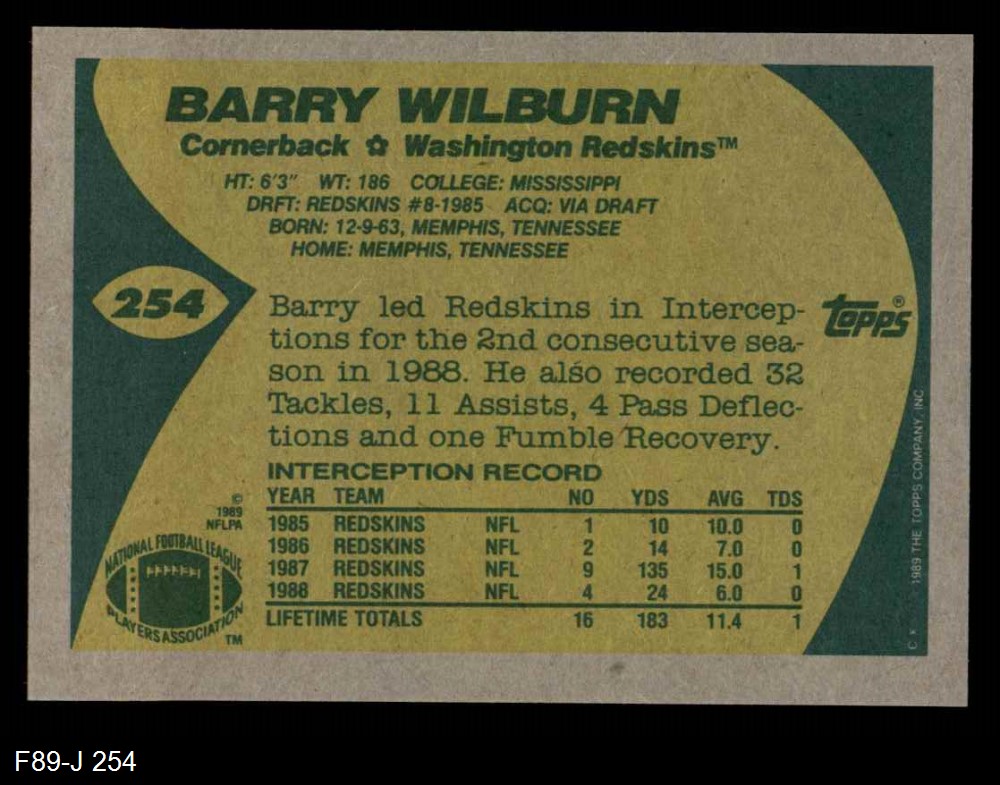 BARRY WILBURN
Cornerback ✿ Washington Redskins™
HT: 6'3" WT: 186 COLLEGE: MISSISSIPPI
DRFT: REDSKINS #8-1985 ACQ: VIA DRAFT
BORN: 12-9-63, MEMPHIS, TENNESSEE
HOME: MEMPHIS, TENNESSEE
254
Barry led Redskins in Intercep-
tions for the 2nd consecutive sea-
son in 1988. He also recorded 32
Tackles, 11 Assists, 4 Pass Deflec-
tions and one Fumble Recovery.
topps®
INTERCEPTION RECORD
YEAR TEAM NO YDS AVG TDS
1985 REDSKINS NFL 1 10 10.0 0
1986 REDSKINS NFL 2 14 7.0 0
1987 REDSKINS NFL 9 135 15.0 1
1988 REDSKINS NFL 4 24 6.0 0
LIFETIME TOTALS 16 183 11.4 1
©
1989
NFLPA
NATIONAL FOOTBALL LEAGUE
PLAYERS ASSOCIATION
TM
C* 1989 THE TOPPS COMPANY, INC
F89-J 254